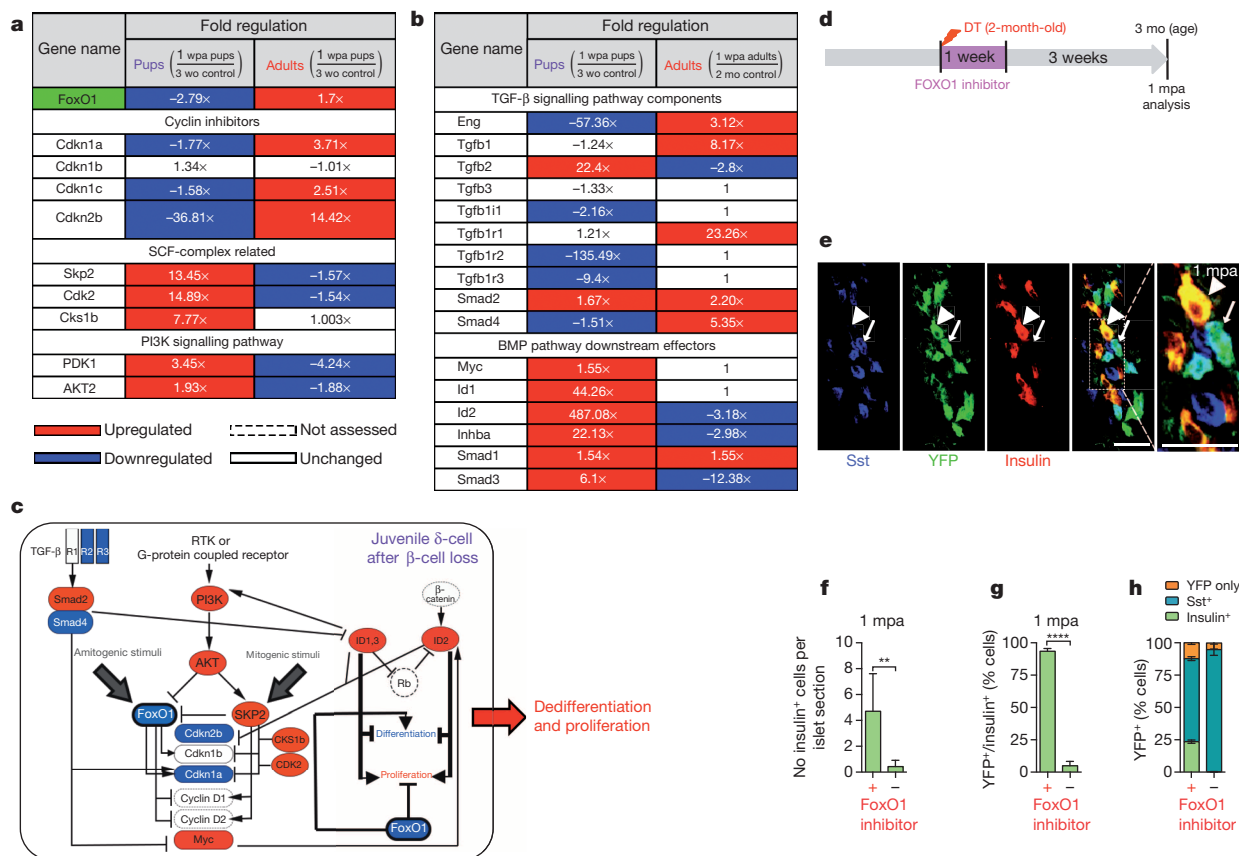 a
Gene name
Fold regulation
Pups (1 wpa pups / 3 wo control)
Adults (1 wpa pups / 3 wo control)
FoxO1 −2.79× 1.7×
Cyclin inhibitors
Cdkn1a −1.77× 3.71×
Cdkn1b 1.34× −1.01×
Cdkn1c −1.58× 2.51×
Cdkn2b −36.81× 14.42×
SCF-complex related
Skp2 13.45× −1.57×
Cdk2 14.89× −1.54×
Cks1b 7.77× 1.003×
PI3K signalling pathway
PDK1 3.45× −4.24×
AKT2 1.93× −1.88×
Upregulated
Not assessed
Downregulated
Unchanged
b
Gene name
Fold regulation
Pups (1 wpa pups / 3 wo control)
Adults (1 wpa adults / 2 mo control)
TGF-β signalling pathway components
Eng −57.36× 3.12×
Tgfb1 −1.24× 8.17×
Tgfb2 22.4× −2.8×
Tgfb3 −1.33× 1
Tgfb1i1 −2.16× 1
Tgfb1r1 1.21× 23.26×
Tgfb1r2 −135.49× 1
Tgfb1r3 −9.4× 1
Smad2 1.67× 2.20×
Smad4 −1.51× 5.35×
BMP pathway downstream effectors
Myc 1.55× 1
Id1 44.26× 1
Id2 487.08× −3.18×
Inhba 22.13× −2.98×
Smad1 1.54× 1.55×
Smad3 6.1× −12.38×
c
TGF-β R1 R2 R3
RTK or
G-protein coupled receptor
Juvenile δ-cell
after β-cell loss
Smad2
Smad4
PI3K
β-
catenin
ID1,3
ID2
Amitogenic stimuli
Mitogenic stimuli
AKT
Rb
FoxO1
SKP2
Cdkn2b
Cdkn1b
Cdkn1a
CKS1b
CDK2
Differentiation
Proliferation
Cyclin D1
Cyclin D2
Myc
FoxO1
Dedifferentiation
and proliferation
d
DT (2-month-old)
3 mo (age)
1 week
3 weeks
FOXO1 inhibitor
1 mpa
analysis
e
1 mpa
Sst
YFP
Insulin
f
1 mpa
No insulin⁺ cells per
islet section
10
8
6
4
2
0
**
+ −
FoxO1
inhibitor
g
1 mpa
YFP⁺/insulin⁺ (% cells)
100
75
50
25
0
****
+ −
FoxO1
inhibitor
h
YFP only
Sst⁺
Insulin⁺
YFP⁺ (% cells)
100
75
50
25
0
+ −
FoxO1
inhibitor